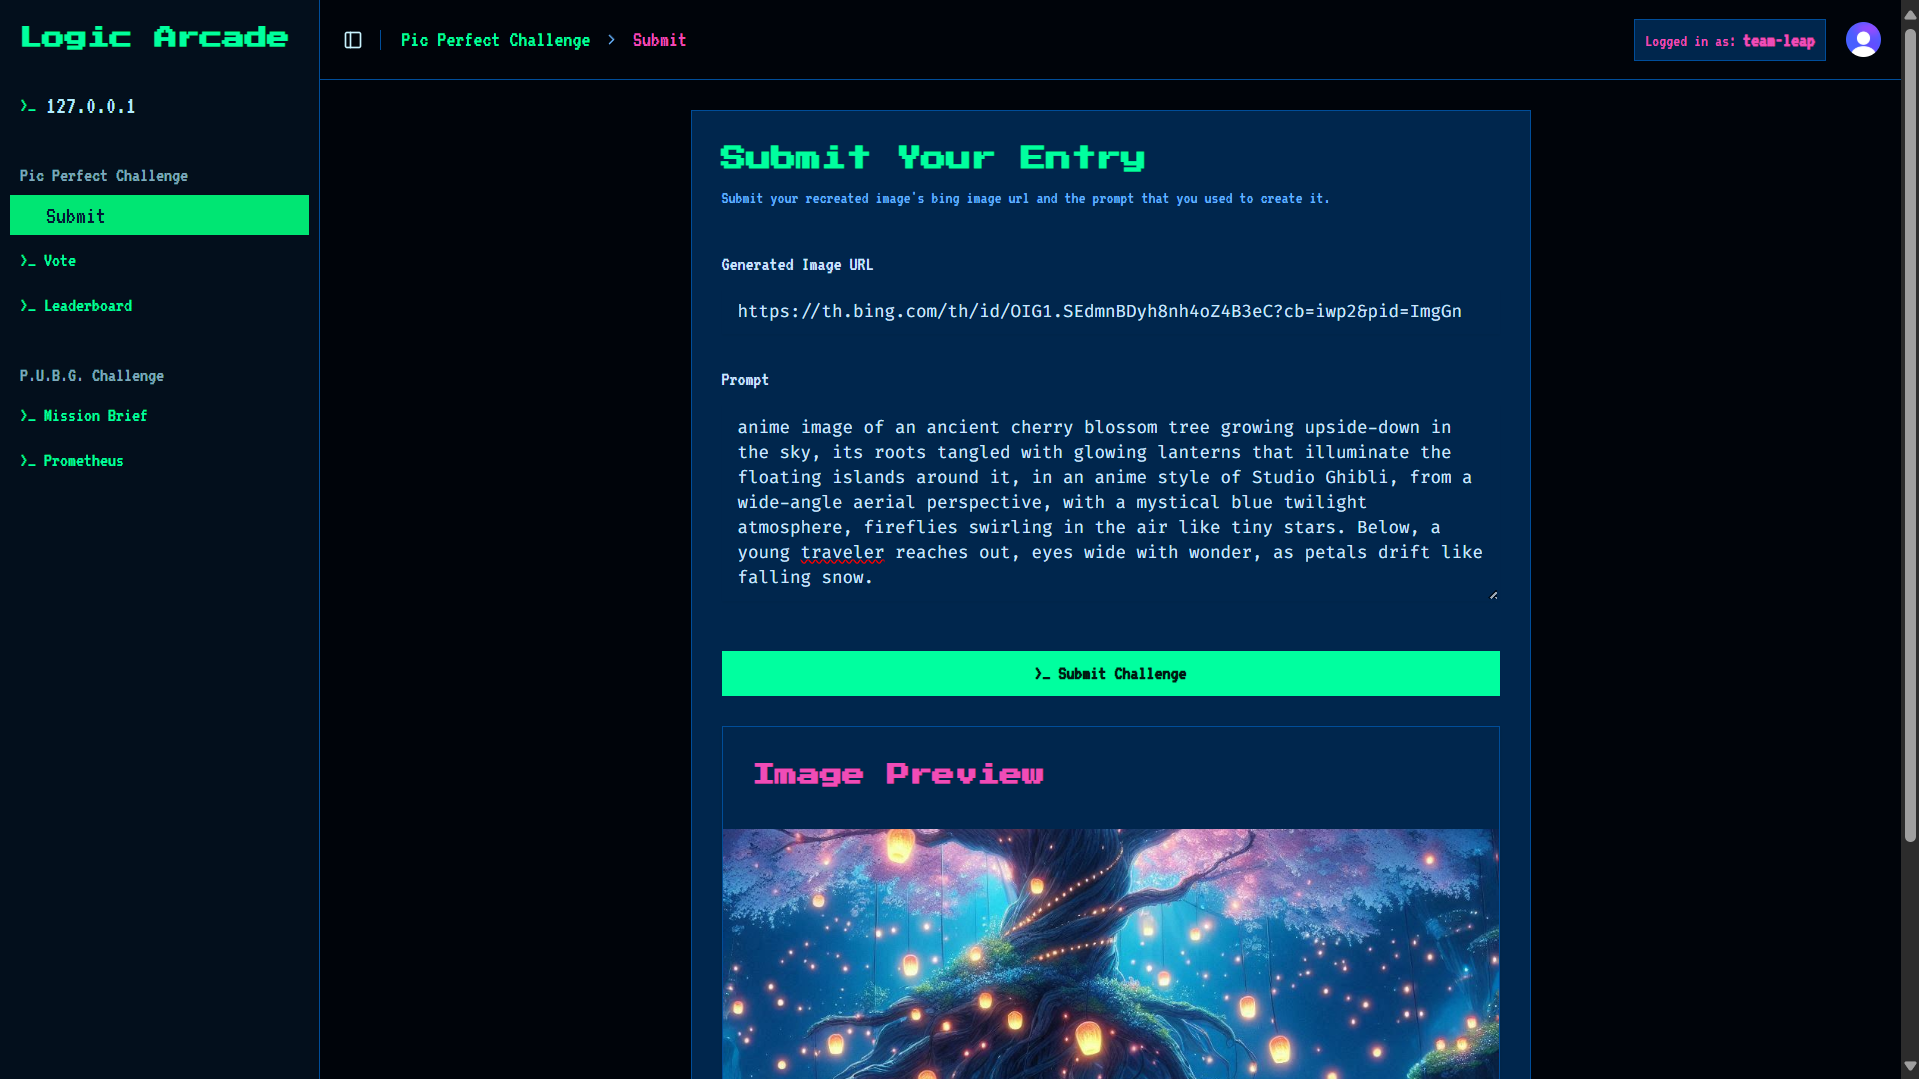 Logic Arcade
>_ 127.0.0.1
Pic Perfect Challenge
Submit
>_ Vote
>_ Leaderboard
P.U.B.G. Challenge
>_ Mission Brief
>_ Prometheus
Pic Perfect Challenge > Submit
Logged in as: team-leap
Submit Your Entry
Submit your recreated image's bing image url and the prompt that you used to create it.
Generated Image URL
https://th.bing.com/th/id/OIG1.SEdmnBDyh8nh4oZ4B3eC?cb=iwp2&pid=ImgGn
Prompt
anime image of an ancient cherry blossom tree growing upside-down in
the sky, its roots tangled with glowing lanterns that illuminate the
floating islands around it, in an anime style of Studio Ghibli, from a
wide-angle aerial perspective, with a mystical blue twilight
atmosphere, fireflies swirling in the air like tiny stars. Below, a
young traveler reaches out, eyes wide with wonder, as petals drift like
falling snow.
>_ Submit Challenge
Image Preview